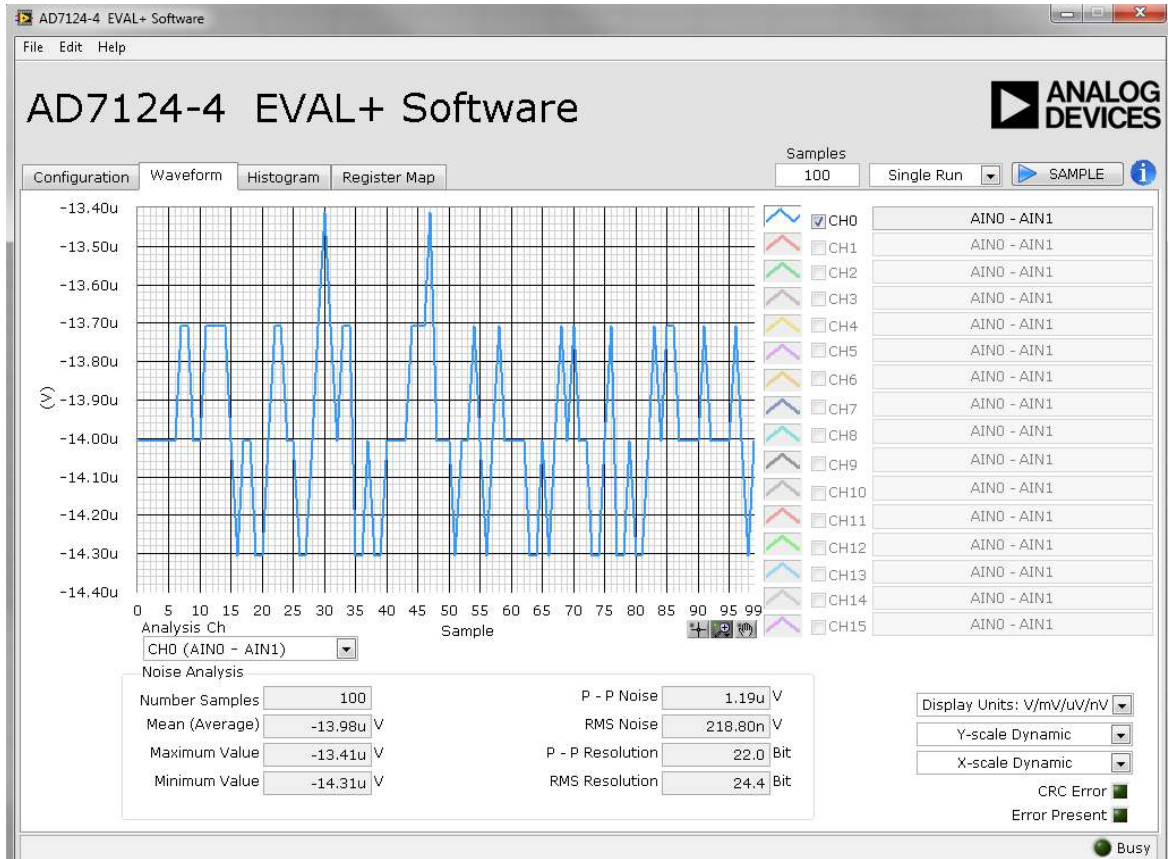 AD7124-4 EVAL+ Software
File Edit Help
AD7124-4 EVAL+ Software
ANALOG
DEVICES
Configuration Waveform Histogram Register Map
Samples
100
Single Run
SAMPLE
i
-13.40u
-13.50u
-13.60u
-13.70u
-13.80u
-13.90u
-14.00u
-14.10u
-14.20u
-14.30u
-14.40u
(V)
0 5 10 15 20 25 30 35 40 45 50 55 60 65 70 75 80 85 90 95 99
Sample
CH0 AIN0 - AIN1
CH1 AIN0 - AIN1
CH2 AIN0 - AIN1
CH3 AIN0 - AIN1
CH4 AIN0 - AIN1
CH5 AIN0 - AIN1
CH6 AIN0 - AIN1
CH7 AIN0 - AIN1
CH8 AIN0 - AIN1
CH9 AIN0 - AIN1
CH10 AIN0 - AIN1
CH11 AIN0 - AIN1
CH12 AIN0 - AIN1
CH13 AIN0 - AIN1
CH14 AIN0 - AIN1
CH15 AIN0 - AIN1
Analysis Ch
CH0 (AIN0 - AIN1)
Noise Analysis
Number Samples 100
Mean (Average) -13.98u V
Maximum Value -13.41u V
Minimum Value -14.31u V
P - P Noise 1.19u V
RMS Noise 218.80n V
P - P Resolution 22.0 Bit
RMS Resolution 24.4 Bit
Display Units: V/mV/uV/nV
Y-scale Dynamic
X-scale Dynamic
CRC Error
Error Present
Busy